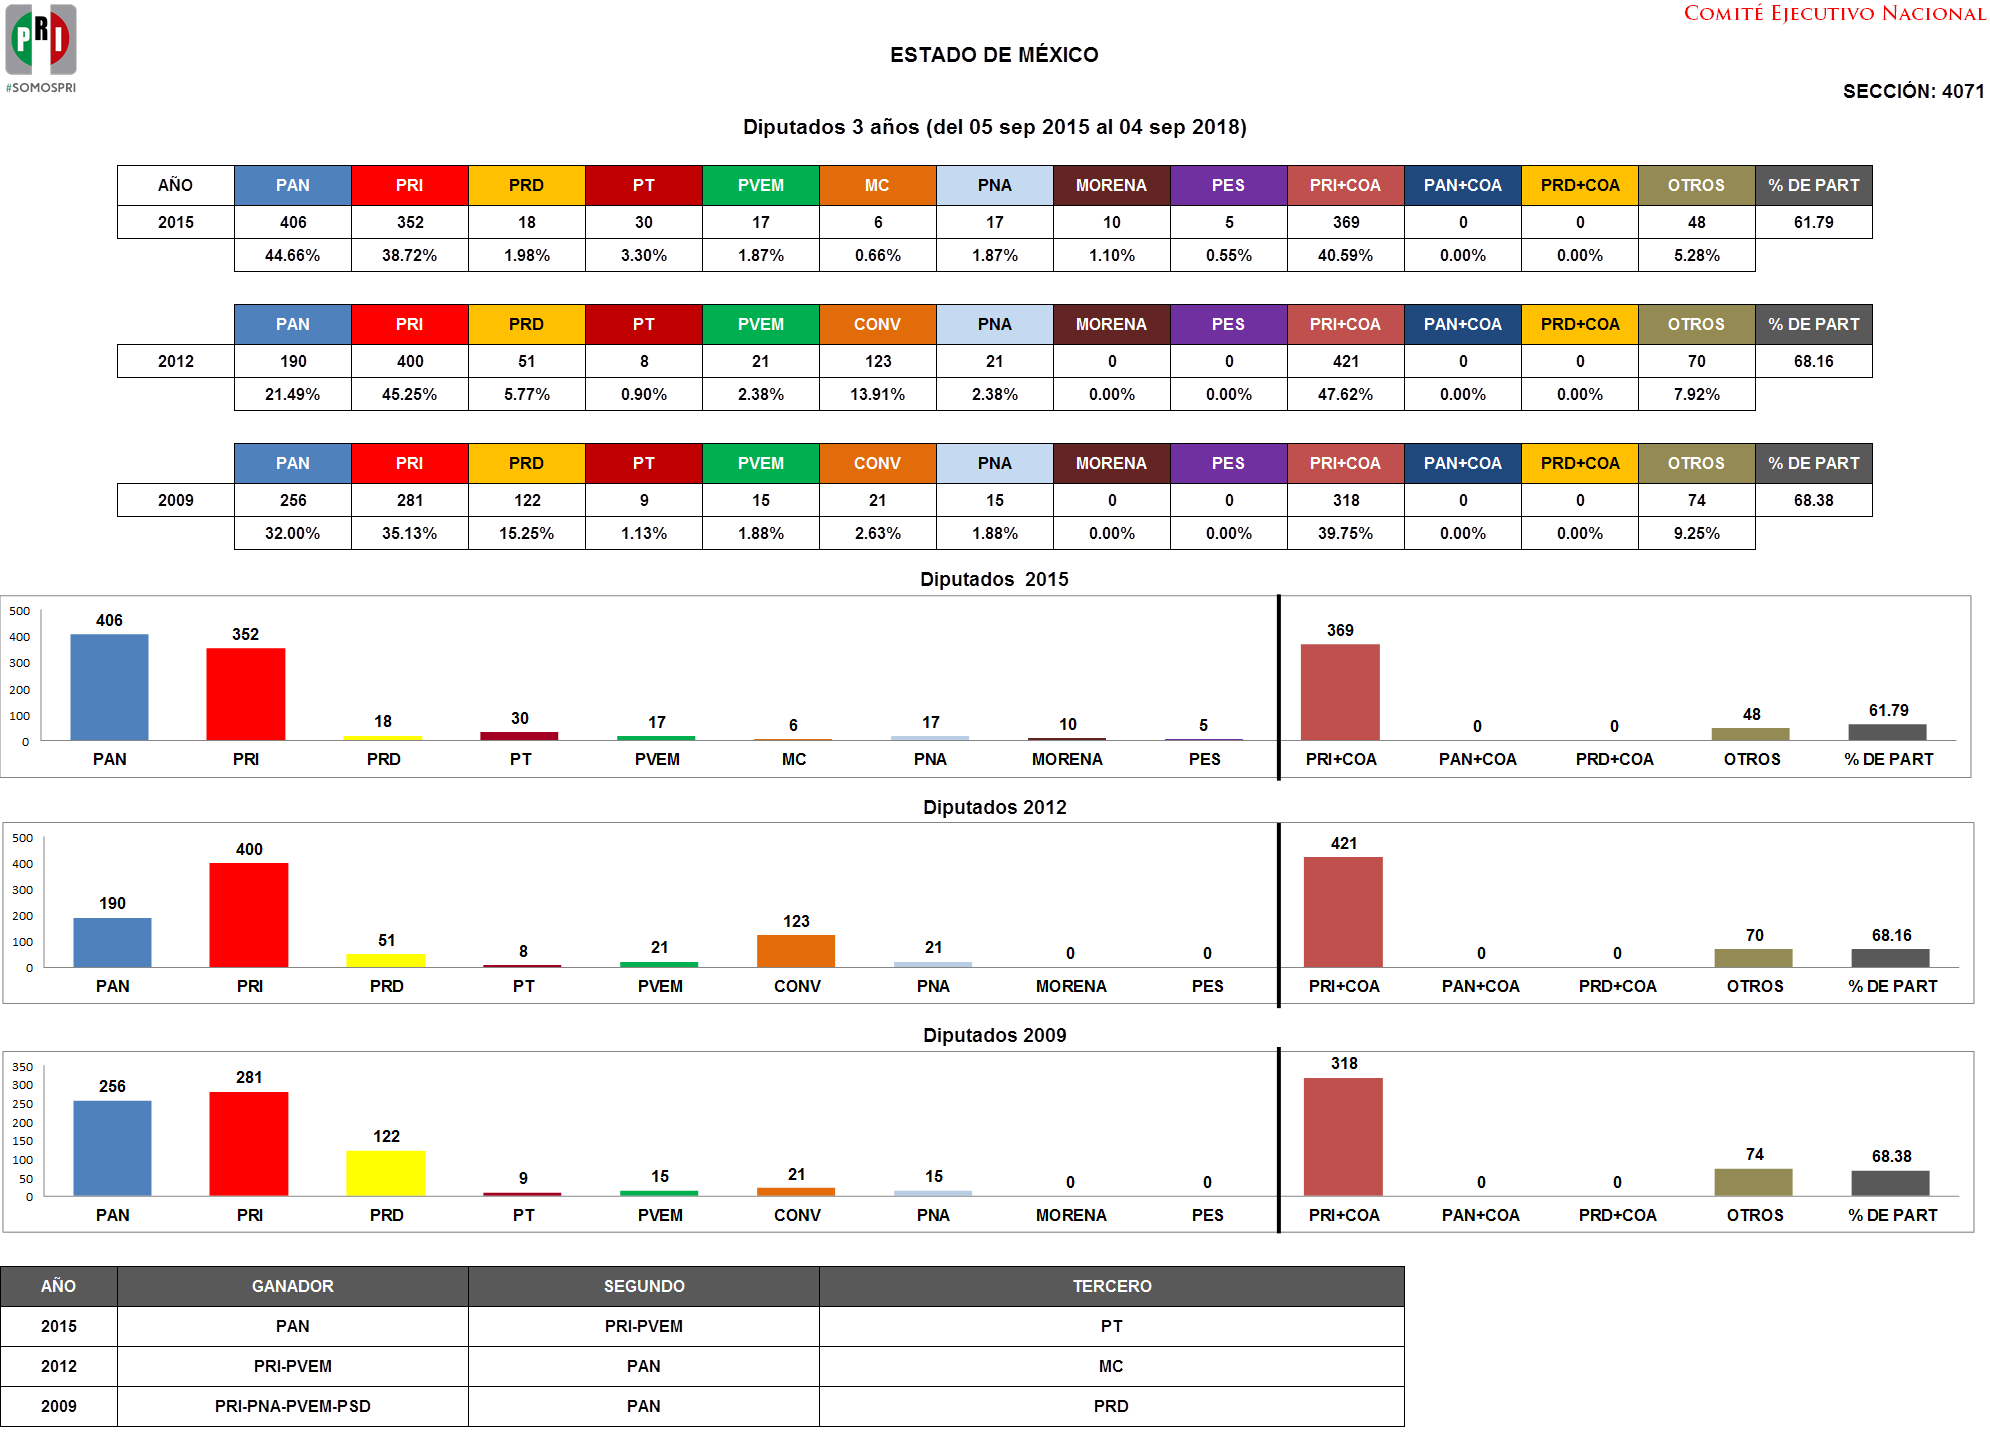 PRI
#SOMOSPRI
COMITÉ EJECUTIVO NACIONAL
ESTADO DE MÉXICO
SECCIÓN: 4071
Diputados 3 años (del 05 sep 2015 al 04 sep 2018)
AÑO PAN PRI PRD PT PVEM MC PNA MORENA PES PRI+COA PAN+COA PRD+COA OTROS % DE PART
2015 406 352 18 30 17 6 17 10 5 369 0 0 48 61.79
44.66% 38.72% 1.98% 3.30% 1.87% 0.66% 1.87% 1.10% 0.55% 40.59% 0.00% 0.00% 5.28%
PAN PRI PRD PT PVEM CONV PNA MORENA PES PRI+COA PAN+COA PRD+COA OTROS % DE PART
2012 190 400 51 8 21 123 21 0 0 421 0 0 70 68.16
21.49% 45.25% 5.77% 0.90% 2.38% 13.91% 2.38% 0.00% 0.00% 47.62% 0.00% 0.00% 7.92%
PAN PRI PRD PT PVEM CONV PNA MORENA PES PRI+COA PAN+COA PRD+COA OTROS % DE PART
2009 256 281 122 9 15 21 15 0 0 318 0 0 74 68.38
32.00% 35.13% 15.25% 1.13% 1.88% 2.63% 1.88% 0.00% 0.00% 39.75% 0.00% 0.00% 9.25%
Diputados 2015
500
400
300
200
100
0
406 352 18 30 17 6 17 10 5 369 0 0 48 61.79
PAN PRI PRD PT PVEM MC PNA MORENA PES PRI+COA PAN+COA PRD+COA OTROS % DE PART
Diputados 2012
500
400
300
200
100
0
190 400 51 8 21 123 21 0 0 421 0 0 70 68.16
PAN PRI PRD PT PVEM CONV PNA MORENA PES PRI+COA PAN+COA PRD+COA OTROS % DE PART
Diputados 2009
350
300
250
200
150
100
50
0
256 281 122 9 15 21 15 0 0 318 0 0 74 68.38
PAN PRI PRD PT PVEM CONV PNA MORENA PES PRI+COA PAN+COA PRD+COA OTROS % DE PART
AÑO GANADOR SEGUNDO TERCERO
2015 PAN PRI-PVEM PT
2012 PRI-PVEM PAN MC
2009 PRI-PNA-PVEM-PSD PAN PRD